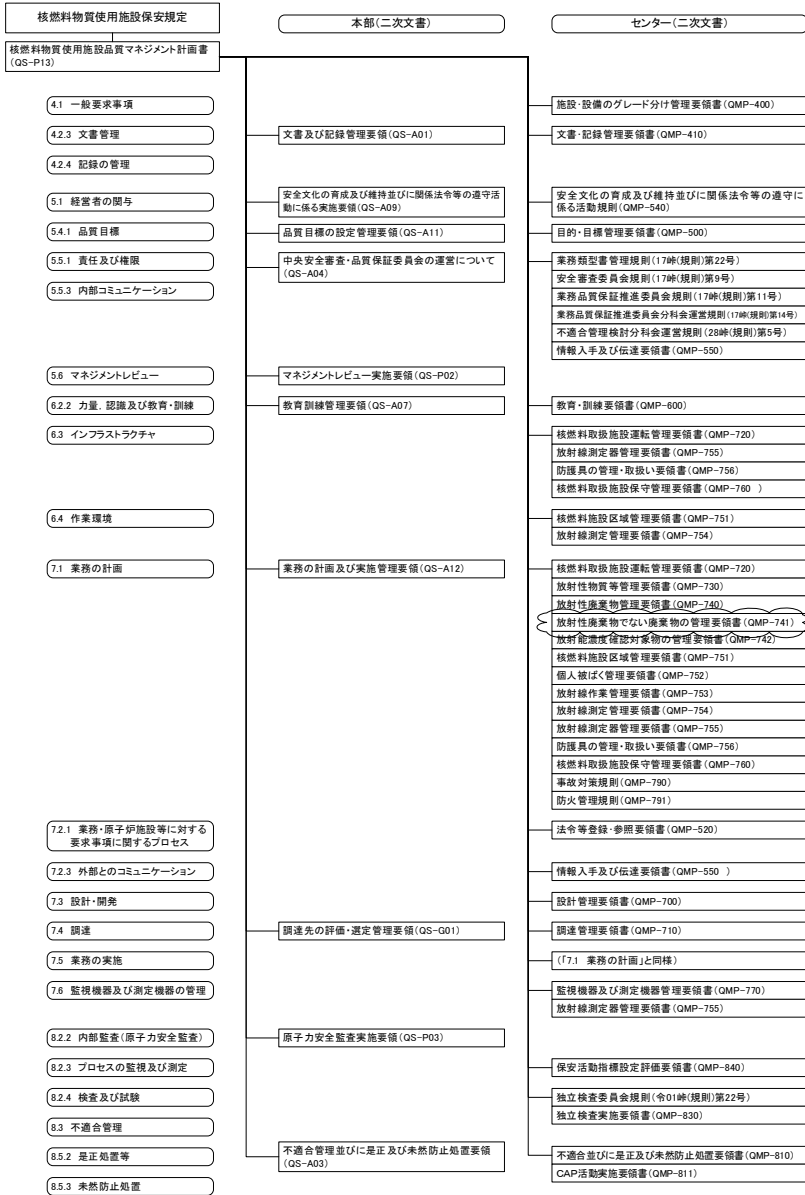 核燃料物質使用施設保安規定
本部(二次文書)
センター(二次文書)
核燃料物質使用施設品質マネジメント計画書
(QS-P13)
4.1 一般要求事項
施設・設備のグレード分け管理要領書(QMP-400)
4.2.3 文書管理
文書及び記録管理要領(QS-A01)
文書・記録管理要領書(QMP-410)
4.2.4 記録の管理
5.1 経営者の関与
安全文化の育成及び維持並びに関係法令等の遵守活
動に係る実施要領(QS-A09)
安全文化の育成及び維持並びに関係法令等の遵守に
係る活動規則(QMP-540)
5.4.1 品質目標
品質目標の設定管理要領(QS-A11)
目的・目標管理要領書(QMP-500)
5.5.1 責任及び権限
中央安全審査・品質保証委員会の運営について
(QS-A04)
業務類型書管理規則(17峠(規則)第22号)
安全審査委員会規則(17峠(規則)第9号)
5.5.3 内部コミュニケーション
業務品質保証推進委員会規則(17峠(規則)第11号)
業務品質保証推進委員会分科会運営規則(17峠(規則)第14号)
不適合管理検討分科会運営規則(28峠(規則)第5号)
情報入手及び伝達要領書(QMP-550)
5.6 マネジメントレビュー
マネジメントレビュー実施要領(QS-P02)
6.2.2 力量,認識及び教育・訓練
教育訓練管理要領(QS-A07)
教育・訓練要領書(QMP-600)
6.3 インフラストラクチャ
核燃料取扱施設運転管理要領書(QMP-720)
放射線測定器管理要領書(QMP-755)
防護具の管理・取扱い要領書(QMP-756)
核燃料取扱施設保守管理要領書(QMP-760 )
6.4 作業環境
核燃料施設区域管理要領書(QMP-751)
放射線測定管理要領書(QMP-754)
7.1 業務の計画
業務の計画及び実施管理要領(QS-A12)
核燃料取扱施設運転管理要領書(QMP-720)
放射性物質等管理要領書(QMP-730)
放射性廃棄物管理要領書(QMP-740)
放射性廃棄物でない廃棄物の管理要領書(QMP-741)
放射能濃度確認対象物の管理要領書(QMP-742)
核燃料施設区域管理要領書(QMP-751)
個人被ばく管理要領書(QMP-752)
放射線作業管理要領書(QMP-753)
放射線測定管理要領書(QMP-754)
放射線測定器管理要領書(QMP-755)
防護具の管理・取扱い要領書(QMP-756)
核燃料取扱施設保守管理要領書(QMP-760)
事故対策規則(QMP-790)
防火管理規則(QMP-791)
7.2.1 業務・原子炉施設等に対する
要求事項に関するプロセス
法令等登録・参照要領書(QMP-520)
7.2.3 外部とのコミュニケーション
情報入手及び伝達要領書(QMP-550 )
7.3 設計・開発
設計管理要領書(QMP-700)
7.4 調達
調達先の評価・選定管理要領(QS-G01)
調達管理要領書(QMP-710)
7.5 業務の実施
(「7.1 業務の計画」と同様)
7.6 監視機器及び測定機器の管理
監視機器及び測定機器管理要領書(QMP-770)
放射線測定器管理要領書(QMP-755)
8.2.2 内部監査(原子力安全監査)
原子力安全監査実施要領(QS-P03)
8.2.3 プロセスの監視及び測定
保安活動指標設定評価要領書(QMP-840)
8.2.4 検査及び試験
独立検査委員会規則(令01峠(規則)第22号)
独立検査実施要領書(QMP-830)
8.3 不適合管理
8.5.2 是正処置等
不適合管理並びに是正及び未然防止処置要領
(QS-A03)
不適合並びに是正及び未然防止処置要領書(QMP-810)
CAP活動実施要領書(QMP-811)
8.5.3 未然防止処置